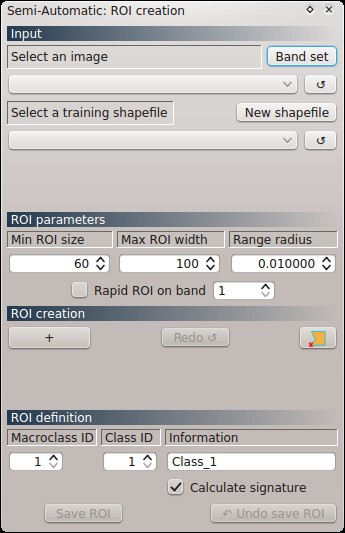 Semi-Automatic: ROI creation
Input
Select an image Band set
Select a training shapefile New shapefile
ROI parameters
Min ROI size Max ROI width Range radius
60 100 0.010000
Rapid ROI on band 1
ROI creation
+ Redo ↺
ROI definition
Macroclass ID Class ID Information
1 1 Class_1
Calculate signature
Save ROI ↶ Undo save ROI